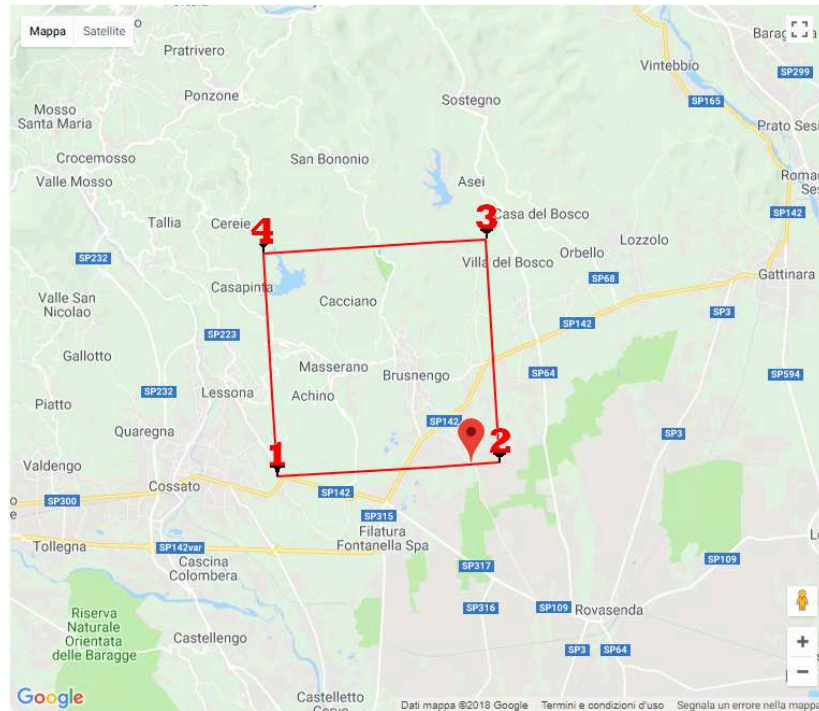 Mappa
Satellite
Pratrivero
Ponzone
Mosso
Santa Maria
Crocemosso
Valle Mosso
Sostegno
San Bononio
Vintebbio
SP299
SP165
Prato Sesi
SP142
Asei
3
Casa del Bosco
Tallia
Cereie
4
SP232
Orbello
Lozzolo
Villa del Bosco
SP68
Gattinara
Casapinta
Valle San
Nicolao
Cacciano
SP3
SP142
SP223
Gallotto
Masserano
Brusnengo
SP64
SP594
Piatto
SP232
Lessona
Achino
SP142
Quaregna
SP3
1
2
Valdengo
Cossato
SP142
SP300
SP315
Tollegna
SP142var
Filatura
Fontanella Spa
Cascina
Colombera
SP317
SP109
Riserva
Naturale
Orientata
delle Baragge
SP316
SP109
Rovasenda
Castellengo
SP3
SP64
Castelletto
Google
Dati mappa ©2018 Google
Termini e condizioni d'uso
Segnala un errore nella mappa